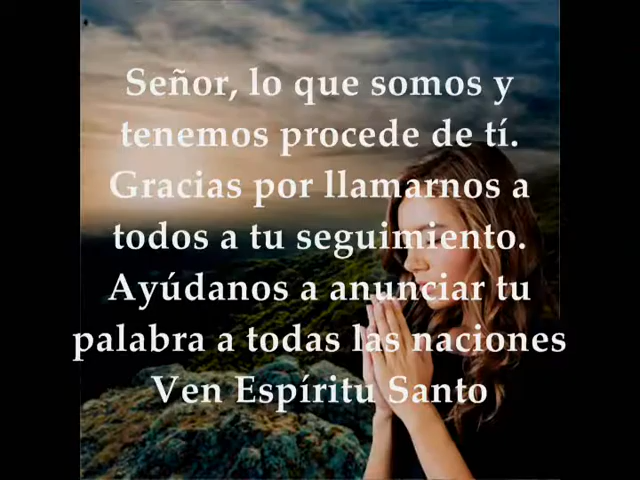 Señor, lo que somos y
tenemos procede de tí.
Gracias por llamarnos a
todos a tu seguimiento.
Ayúdanos a anunciar tu
palabra a todas las naciones
Ven Espíritu Santo